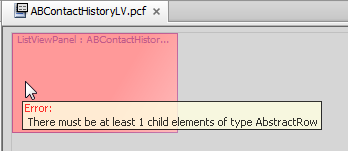 ABContactHistoryLV.pcf
ListViewPanel : ABContactHistor...
Error:
There must be at least 1 child elements of type AbstractRow